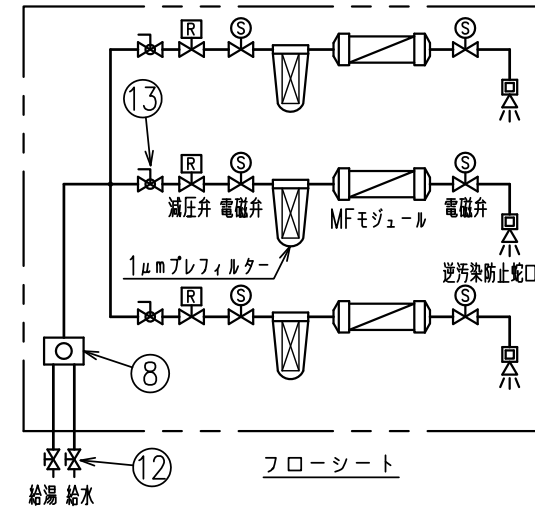 R S S
13
R S S
減圧弁 電磁弁 MFモジュール 電磁弁
1μmプレフィルター 逆汚染防止蛇口
R S S
8
12
フローシート
給湯 給水